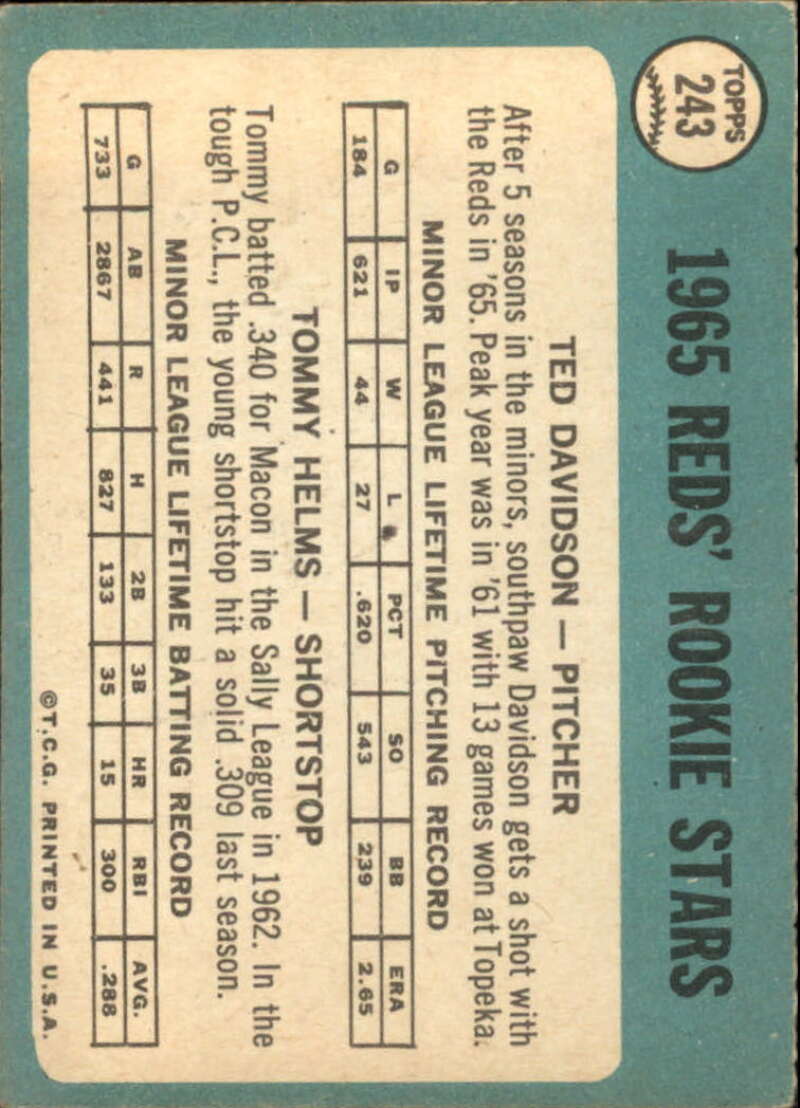 TOPPS
243
1965 REDS' ROOKIE STARS
TED DAVIDSON — PITCHER
After 5 seasons in the minors, southpaw Davidson gets a shot with
the Reds in '65. Peak year was in '61 with 13 games won at Topeka.
MINOR LEAGUE LIFETIME PITCHING RECORD
G IP W L PCT SO BB ERA
184 621 44 27 .620 543 239 2.65
TOMMY HELMS — SHORTSTOP
Tommy batted .340 for Macon in the Sally League in 1962. In the
tough P.C.L., the young shortstop hit a solid .309 last season.
MINOR LEAGUE LIFETIME BATTING RECORD
G AB R H 2B 3B HR RBI AVG.
733 2867 441 827 133 35 15 300 .288
©T.C.G. PRINTED IN U.S.A.